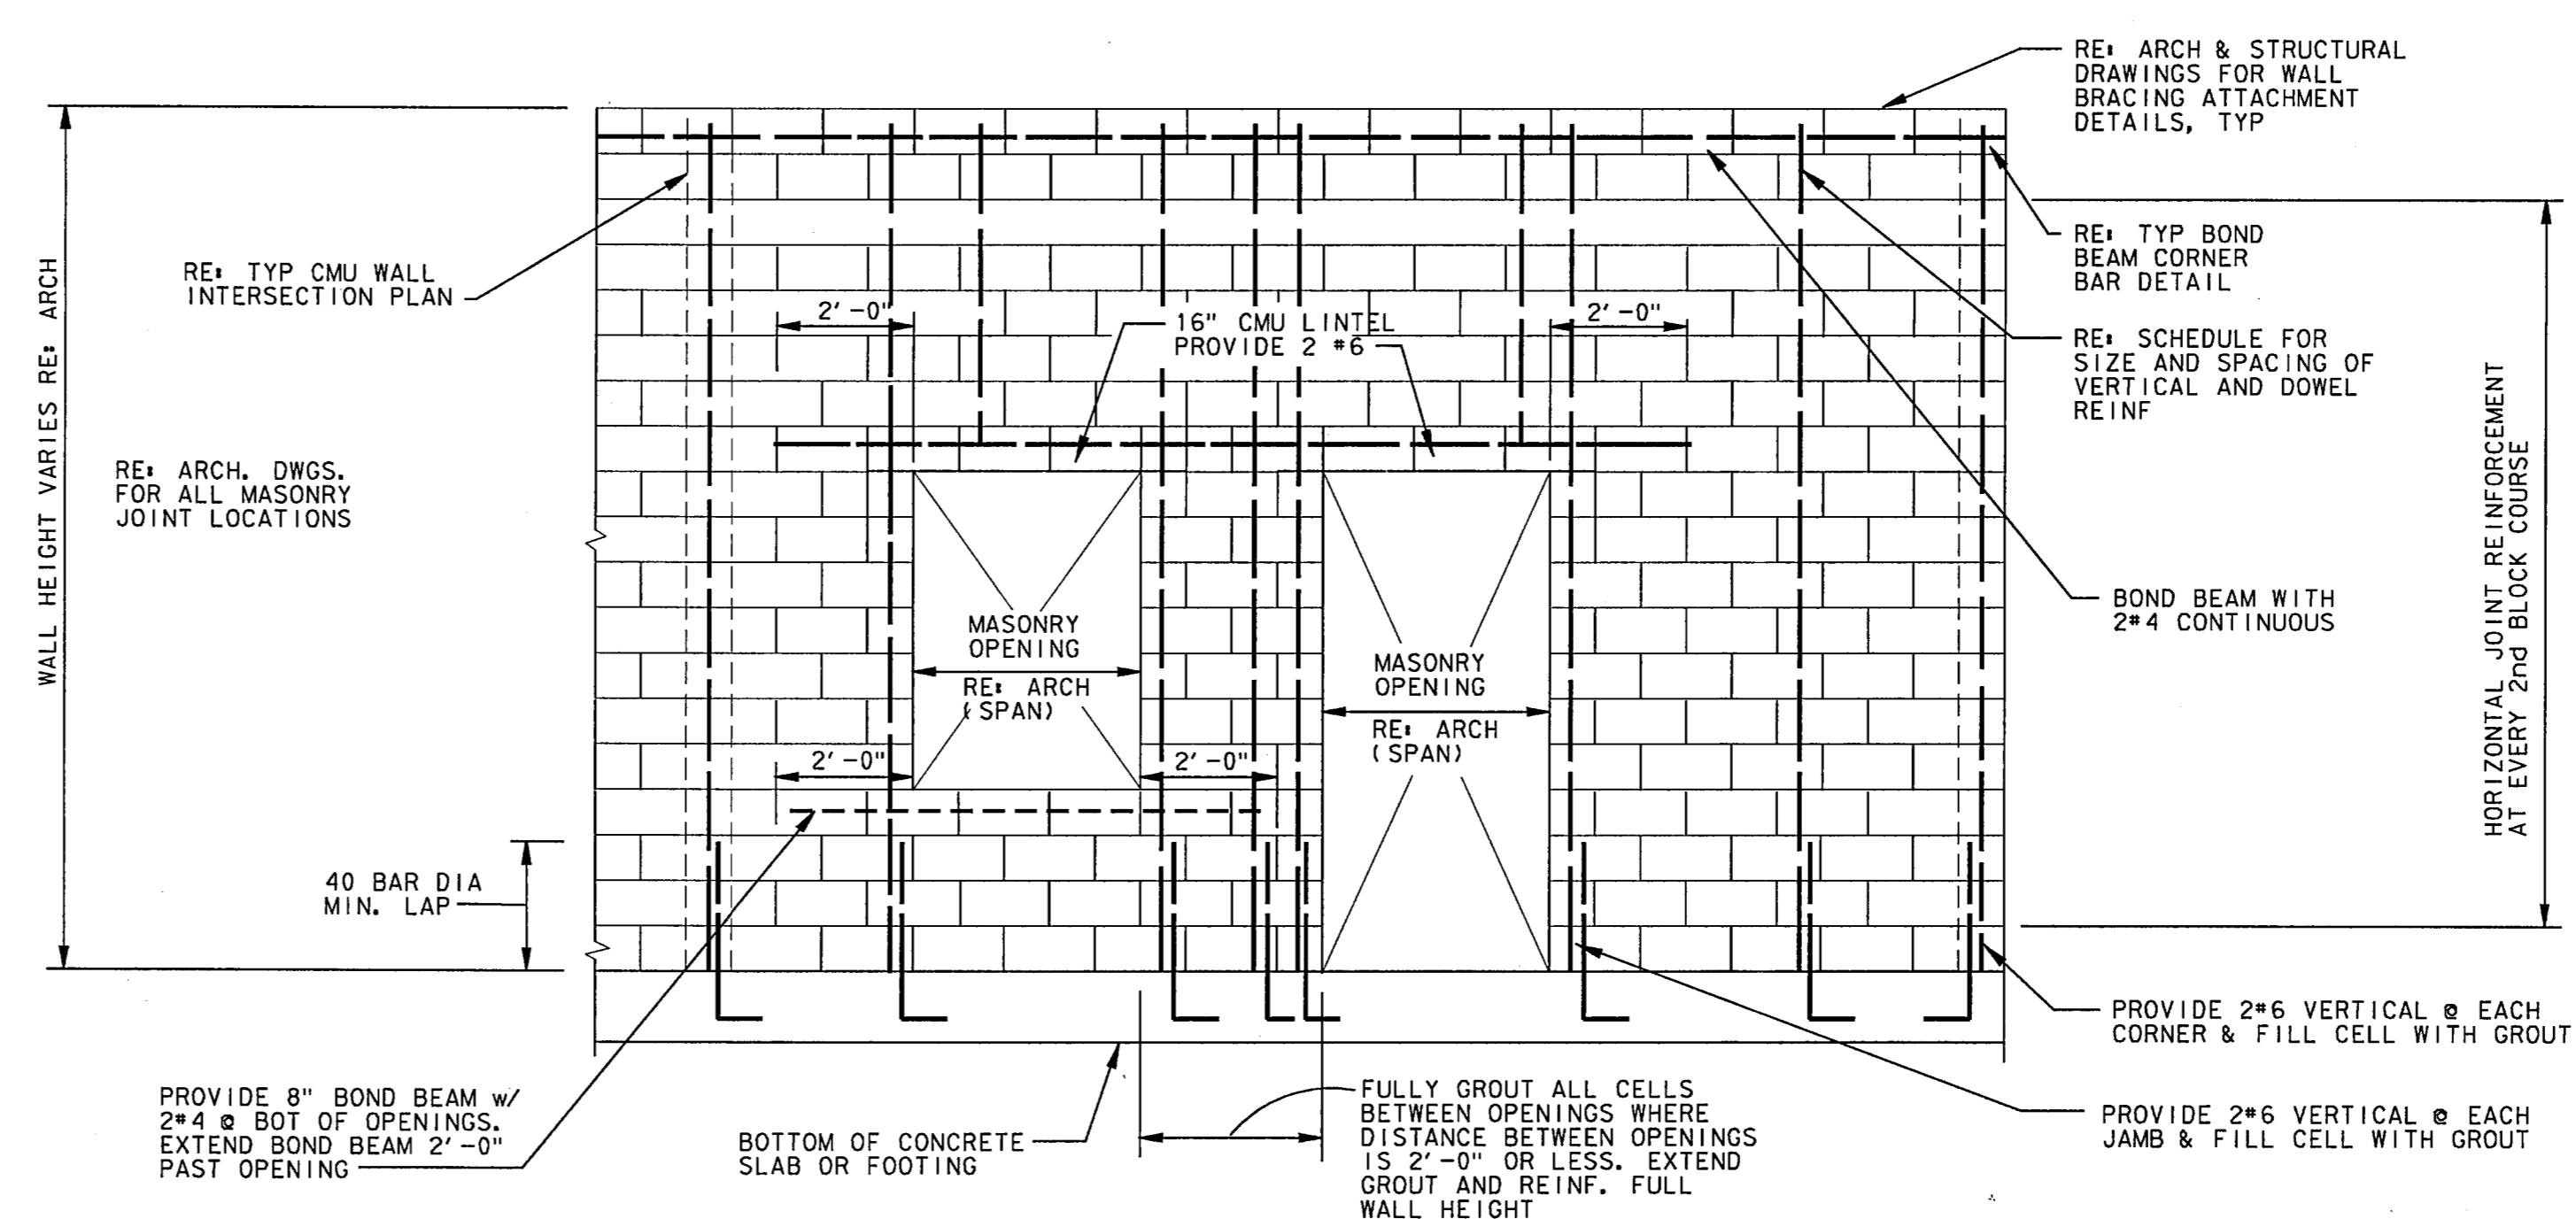 RE: ARCH & STRUCTURAL
DRAWINGS FOR WALL
BRACING ATTACHMENT
DETAILS, TYP
RE: TYP CMU WALL
INTERSECTION PLAN
RE: TYP BOND
BEAM CORNER
BAR DETAIL
WALL HEIGHT VARIES RE: ARCH
2'-0"
16" CMU LINTEL
PROVIDE 2 #6
2'-0"
RE: SCHEDULE FOR
SIZE AND SPACING OF
VERTICAL AND DOWEL
REINF
RE: ARCH. DWGS.
FOR ALL MASONRY
JOINT LOCATIONS
HORIZONTAL JOINT REINFORCEMENT
AT EVERY 2nd BLOCK COURSE
MASONRY
OPENING
RE: ARCH
(SPAN)
MASONRY
OPENING
RE: ARCH
(SPAN)
BOND BEAM WITH
2#4 CONTINUOUS
2'-0"
2'-0"
40 BAR DIA
MIN. LAP
PROVIDE 2#6 VERTICAL @ EACH
CORNER & FILL CELL WITH GROUT
PROVIDE 8" BOND BEAM w/
2#4 @ BOT OF OPENINGS.
EXTEND BOND BEAM 2'-0"
PAST OPENING
BOTTOM OF CONCRETE
SLAB OR FOOTING
FULLY GROUT ALL CELLS
BETWEEN OPENINGS WHERE
DISTANCE BETWEEN OPENINGS
IS 2'-0" OR LESS. EXTEND
GROUT AND REINF. FULL
WALL HEIGHT
PROVIDE 2#6 VERTICAL @ EACH
JAMB & FILL CELL WITH GROUT